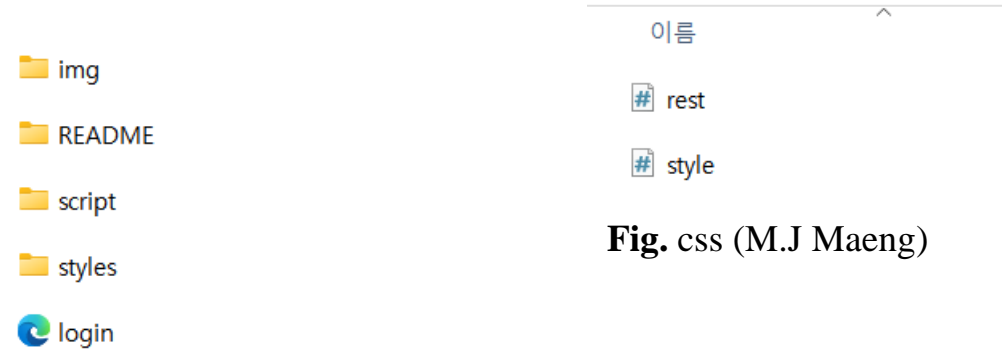 img
README
script
styles
login
이름
rest
style
Fig. css (M.J Maeng)